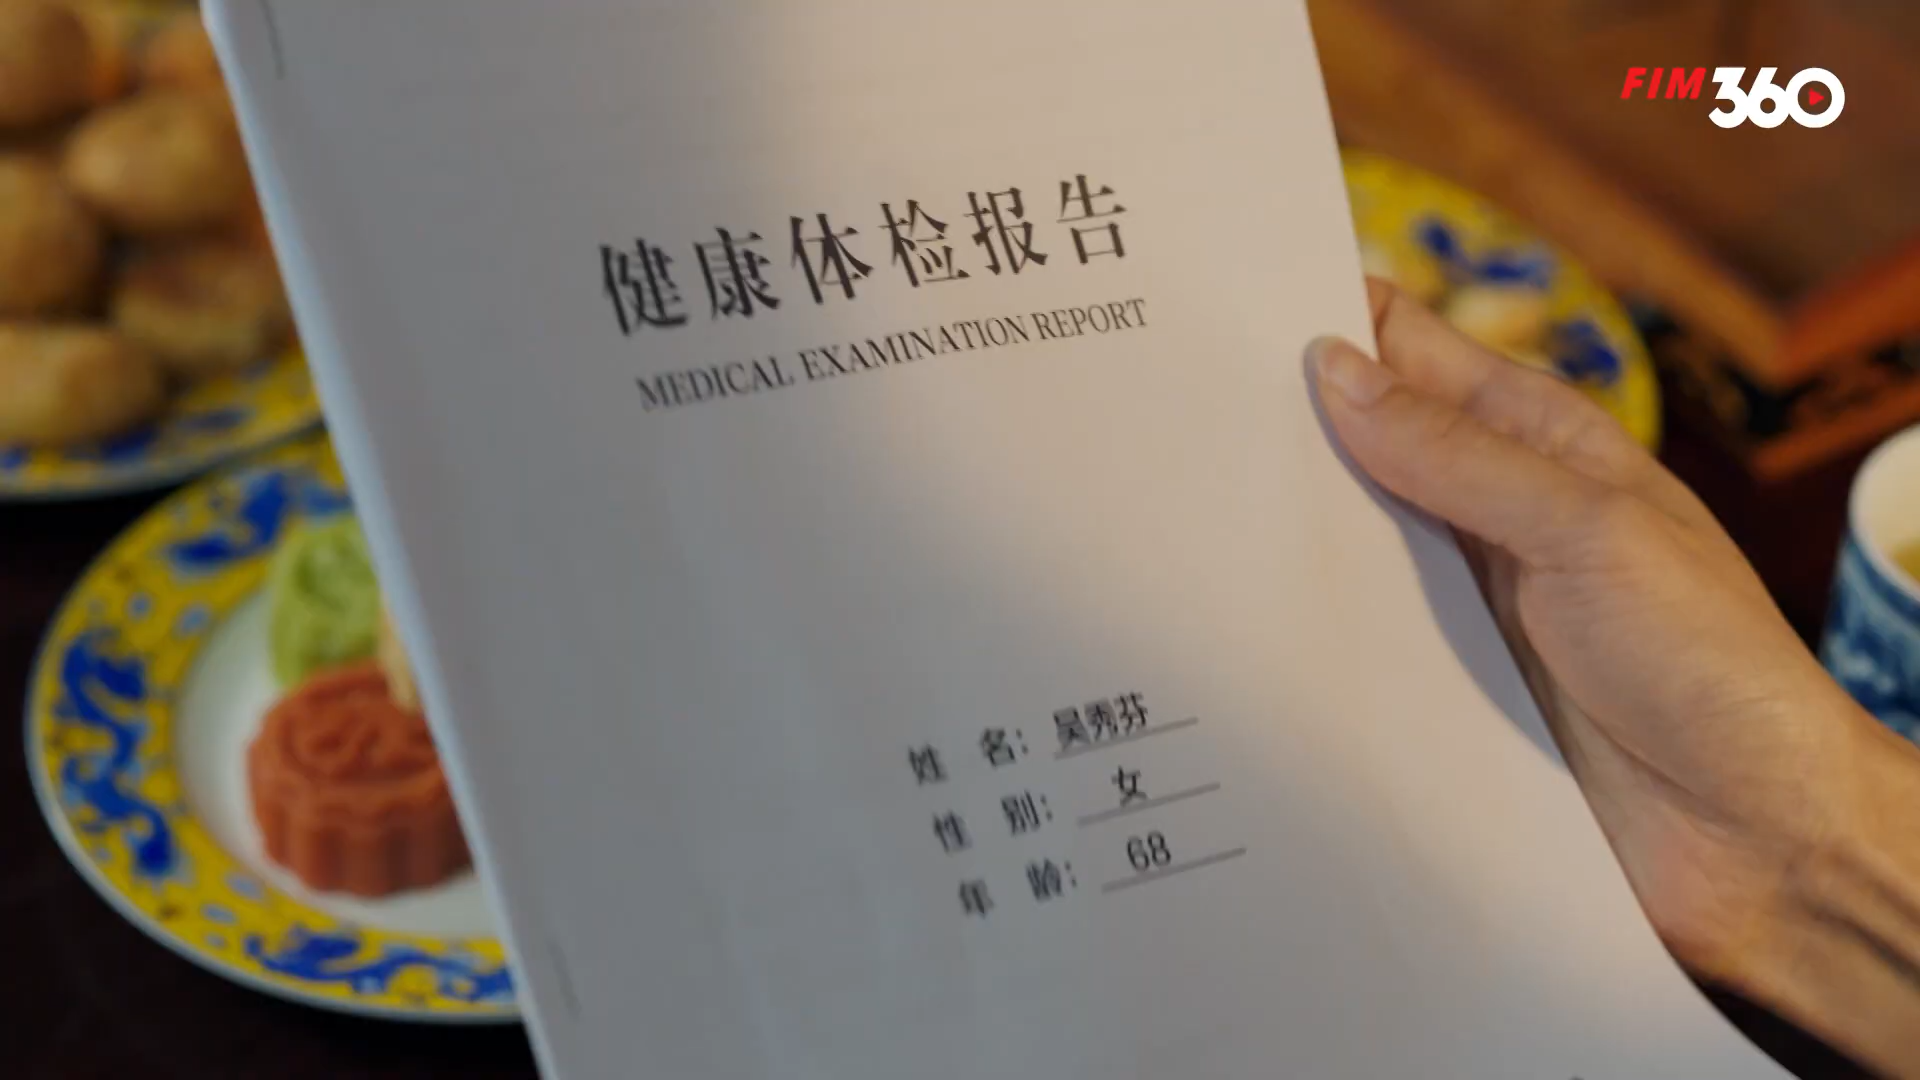 FIM360
健康体检报告
MEDICAL EXAMINATION REPORT
姓 名: 吴秀芬
性 别: 女
年 龄: 68